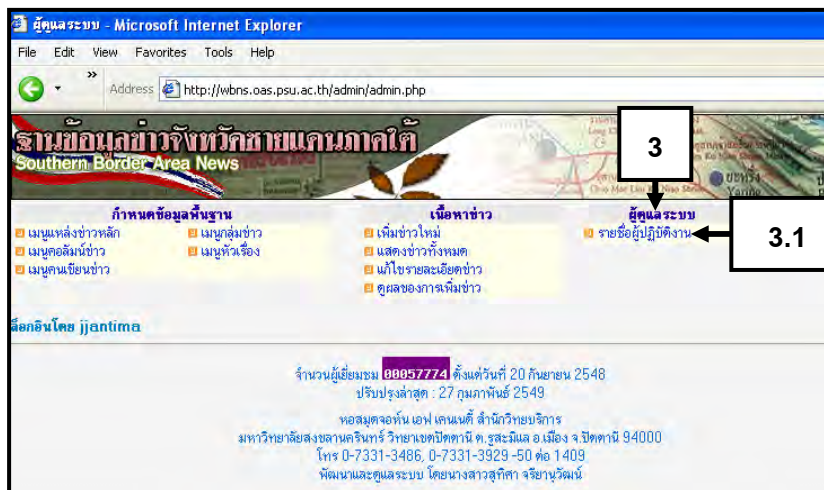 ผู้ดูแลระบบ - Microsoft Internet Explorer
File Edit View Favorites Tools Help
» Address http://wbns.oas.psu.ac.th/admin/admin.php
ฐานข้อมูลข่าวจังหวัดชายแดนภาคใต้
Southern Border Area News
3
กำหนดข้อมูลพื้นฐาน เนื้อหาข่าว ผู้ดูแลระบบ
เมนูแหล่งข่าวหลัก เมนูกลุ่มข่าว เพิ่มข่าวใหม่ รายชื่อผู้ปฏิบัติงาน 3.1
เมนูคอลัมน์ข่าว เมนูหัวเรื่อง แสดงข่าวทั้งหมด
เมนูคนเขียนข่าว แก้ไขรายละเอียดข่าว
ดูผลของการเพิ่มข่าว
ล็อกอินโดย jjantima
จำนวนผู้เยี่ยมชม 00057774 ตั้งแต่วันที่ 20 กันยายน 2548
ปรับปรุงล่าสุด : 27 กุมภาพันธ์ 2549
หอสมุดจอห์น เอฟ เคนเนดี้ สำนักวิทยบริการ
มหาวิทยาลัยสงขลานครินทร์ วิทยาเขตปัตตานี ต.รูสะมิแล อ.เมือง จ.ปัตตานี 94000
โทร 0-7331-3486, 0-7331-3929 -50 ต่อ 1409
พัฒนาและดูแลระบบ โดยนางสาวสุทิศา จริยานุวัฒน์